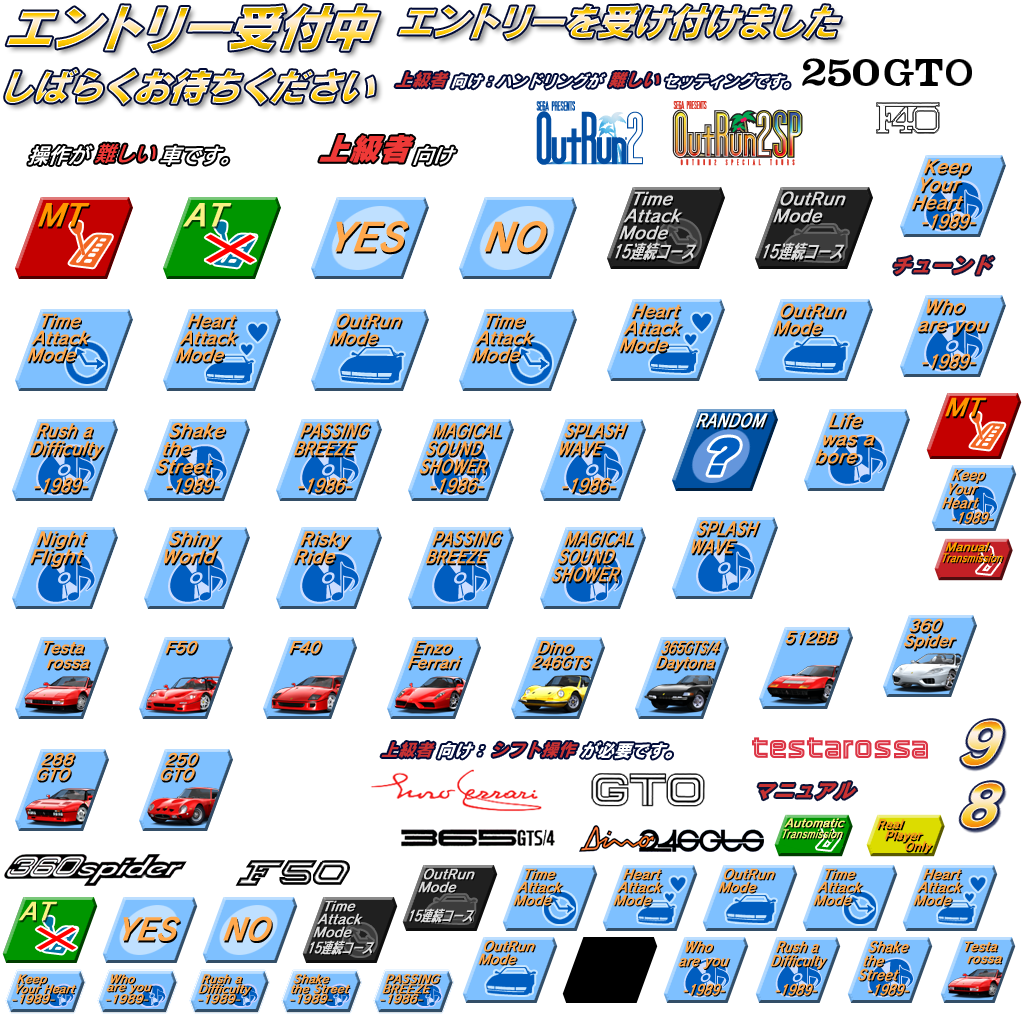 エントリー受付中
エントリーを受け付けました
しばらくお待ちください
上級者 向け：ハンドリングが 難しい セッティングです。
250GTO
SEGA PRESENTS
OutRun2
SEGA PRESENTS
OutRun2SP
OUTRUN2 SPECIAL TOURS
F40
操作が 難しい 車です。
上級者 向け
Keep
Your
Heart
-1989-
MT
AT
YES
NO
Time
Attack
Mode
15連続コース
OutRun
Mode
15連続コース
チューンド
Time
Attack
Mode
Heart
Attack
Mode
OutRun
Mode
Time
Attack
Mode
Heart
Attack
Mode
OutRun
Mode
Who
are you
-1989-
Rush a
Difficulty
-1989-
Shake
the
Street
-1989-
PASSING
BREEZE
-1986-
MAGICAL
SOUND
SHOWER
-1986-
SPLASH
WAVE
-1986-
RANDOM
?
Life
was a
bore
MT
Keep
Your
Heart
-1989-
Night
Flight
Shiny
World
Risky
Ride
PASSING
BREEZE
MAGICAL
SOUND
SHOWER
SPLASH
WAVE
Manual
Transmission
Testa
rossa
F50
F40
Enzo
Ferrari
Dino
246GTS
365GTS/4
Daytona
512BB
360
Spider
288
GTO
250
GTO
上級者 向け： シフト操作 が必要です。
testarossa
9
Enzo Ferrari
GTO
マニュアル
8
365 GTS/4
Dino 246GTS
Automatic
Transmission
Real
Player
Only
360spider
F50
AT
YES
NO
Time
Attack
Mode
15連続コース
OutRun
Mode
15連続コース
Time
Attack
Mode
Heart
Attack
Mode
OutRun
Mode
Time
Attack
Mode
Heart
Attack
Mode
OutRun
Mode
Who
are you
-1989-
Rush a
Difficulty
-1989-
Shake
the
Street
-1989-
Testa
rossa
Keep
Your Heart
-1989-
Who
are you
-1989-
Rush a
Difficulty
-1989-
Shake
the Street
-1989-
PASSING
BREEZE
-1986-